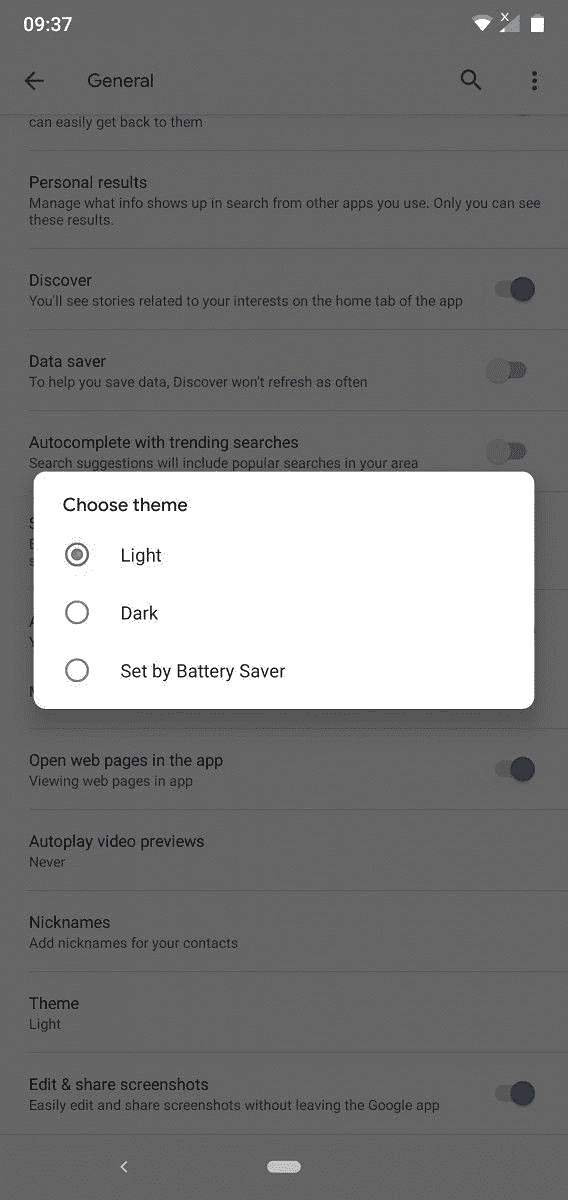 09:37
General
can easily get back to them
Personal results
Manage what info shows up in search from other apps you use. Only you can see
these results.
Discover
You'll see stories related to your interests on the home tab of the app
Data saver
To help you save data, Discover won't refresh as often
Autocomplete with trending searches
Search suggestions will include popular searches in your area
Choose theme
Light
Dark
Set by Battery Saver
Open web pages in the app
Viewing web pages in app
Autoplay video previews
Never
Nicknames
Add nicknames for your contacts
Theme
Light
Edit & share screenshots
Easily edit and share screenshots without leaving the Google app